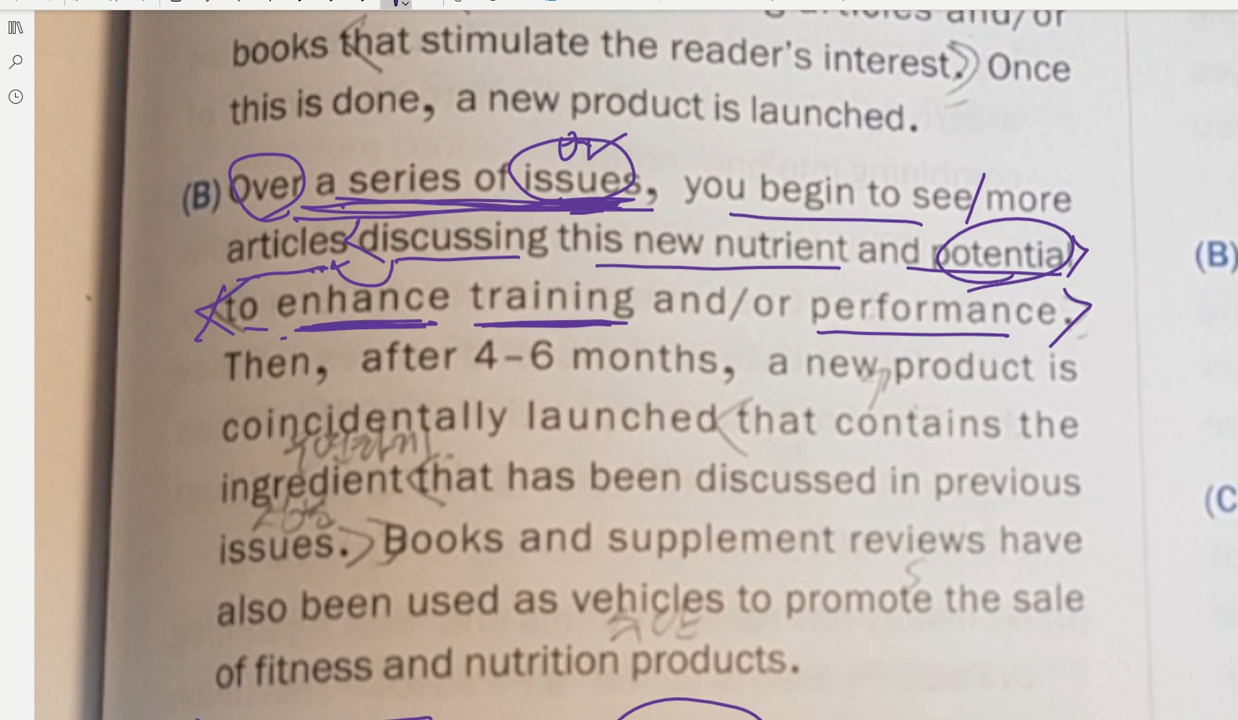 and/or
books that stimulate the reader's interest. Once
this is done, a new product is launched.
(B) Over a series of issues, you begin to see/more
articles discussing this new nutrient and potential
to enhance training and/or performance.
Then, after 4–6 months, a new product is
coincidentally launched that contains the
ingredient that has been discussed in previous
issues. Books and supplement reviews have
also been used as vehicles to promote the sale
of fitness and nutrition products.
(B)
(C